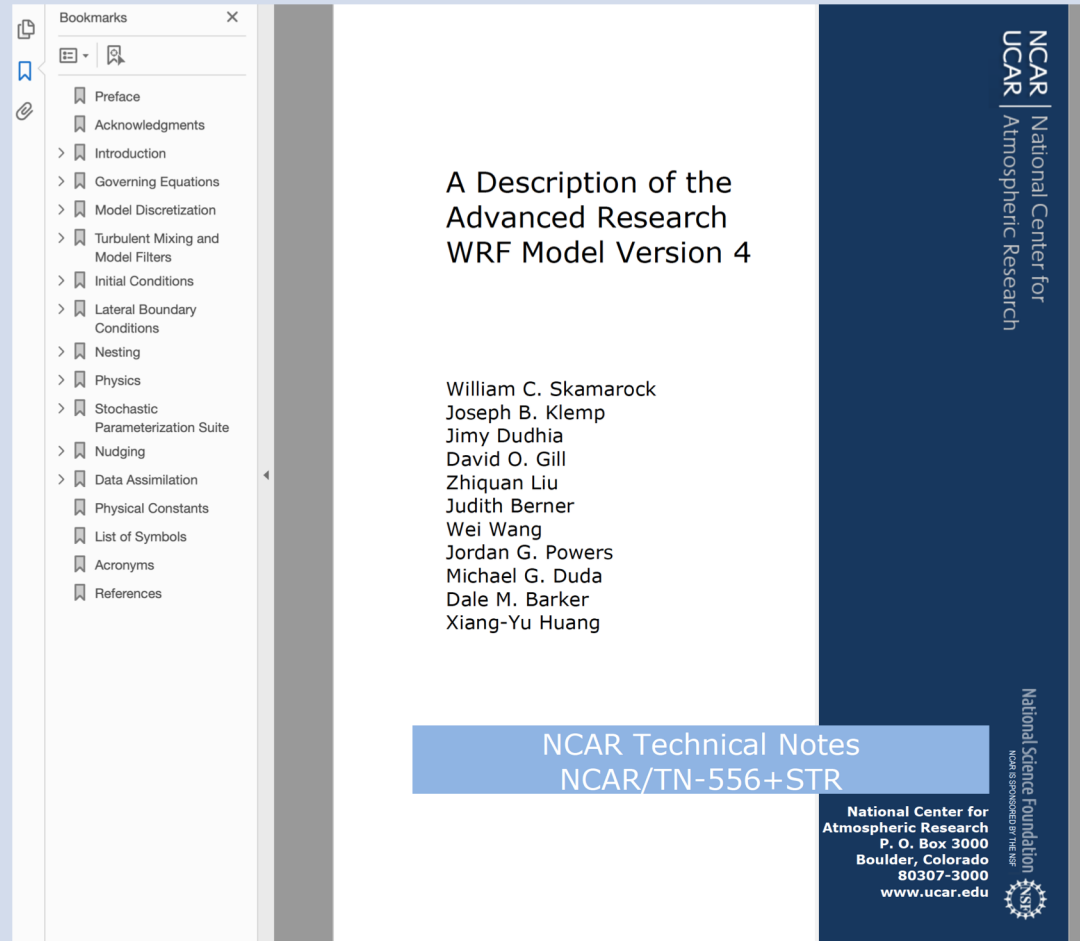 Bookmarks
Preface
Acknowledgments
Introduction
Governing Equations
Model Discretization
Turbulent Mixing and
Model Filters
Initial Conditions
Lateral Boundary
Conditions
Nesting
Physics
Stochastic
Parameterization Suite
Nudging
Data Assimilation
Physical Constants
List of Symbols
Acronyms
References
A Description of the
Advanced Research
WRF Model Version 4
William C. Skamarock
Joseph B. Klemp
Jimy Dudhia
David O. Gill
Zhiquan Liu
Judith Berner
Wei Wang
Jordan G. Powers
Michael G. Duda
Dale M. Barker
Xiang-Yu Huang
NCAR Technical Notes
NCAR/TN-556+STR
National Center for
Atmospheric Research
P. O. Box 3000
Boulder, Colorado
80307-3000
www.ucar.edu
NCAR | National Center for
UCAR | Atmospheric Research
National Science Foundation
NCAR IS SPONSORED BY THE NSF
NSF